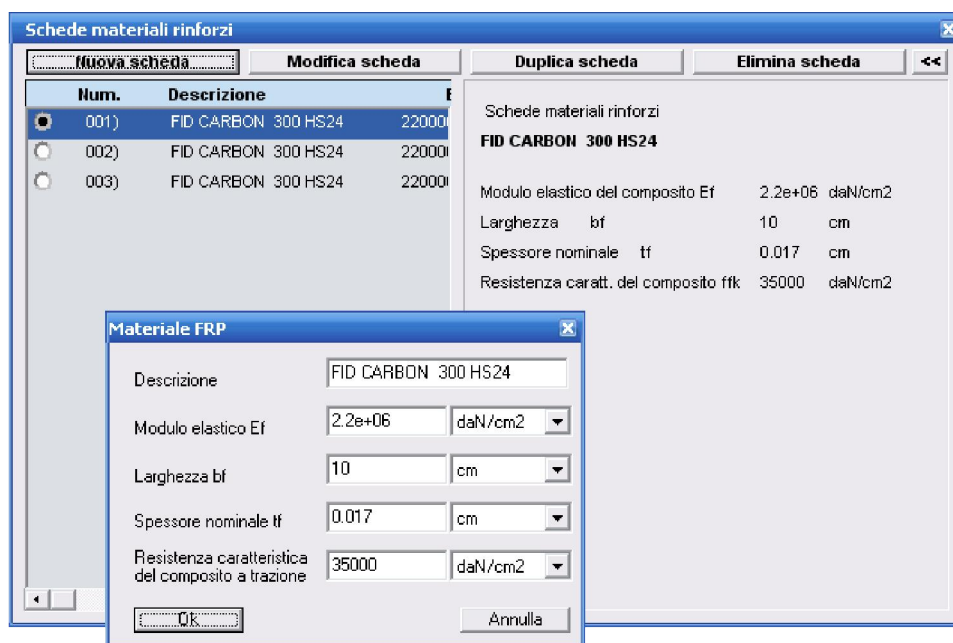 Schede materiali rinforzi
Nuova scheda Modifica scheda Duplica scheda Elimina scheda <<
Num. Descrizione
001) FID CARBON 300 HS24
002) FID CARBON 300 HS24
003) FID CARBON 300 HS24
Schede materiali rinforzi
FID CARBON 300 HS24
Modulo elastico del composito Ef 2.2e+06 daN/cm2
Larghezza bf 10 cm
Spessore nominale tf 0.017 cm
Resistenza caratt. del composito ffk 35000 daN/cm2
Materiale FRP
Descrizione FID CARBON 300 HS24
Modulo elastico Ef 2.2e+06 daN/cm2
Larghezza bf 10 cm
Spessore nominale tf 0.017 cm
Resistenza caratteristica
del composito a trazione 35000 daN/cm2
Ok Annulla